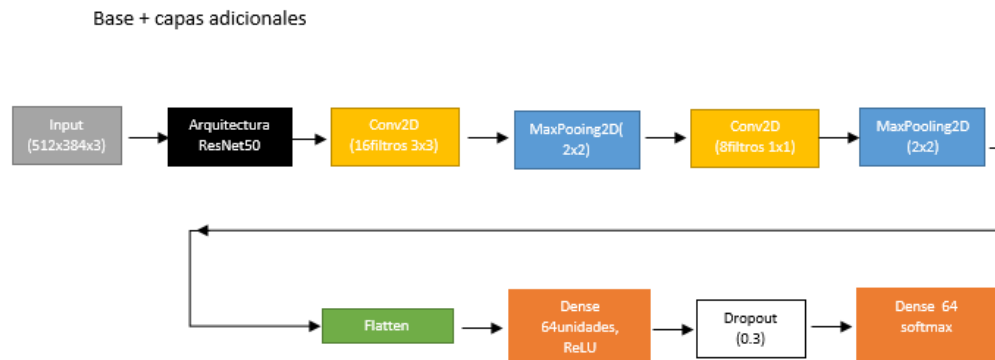 Base + capas adicionales
Input
(512x384x3)
Arquitectura
ResNet50
Conv2D
(16filtros 3x3)
MaxPooing2D(
2x2)
Conv2D
(8filtros 1x1)
MaxPooling2D
(2x2)
Flatten
Dense
64unidades,
ReLU
Dropout
(0.3)
Dense 64
softmax